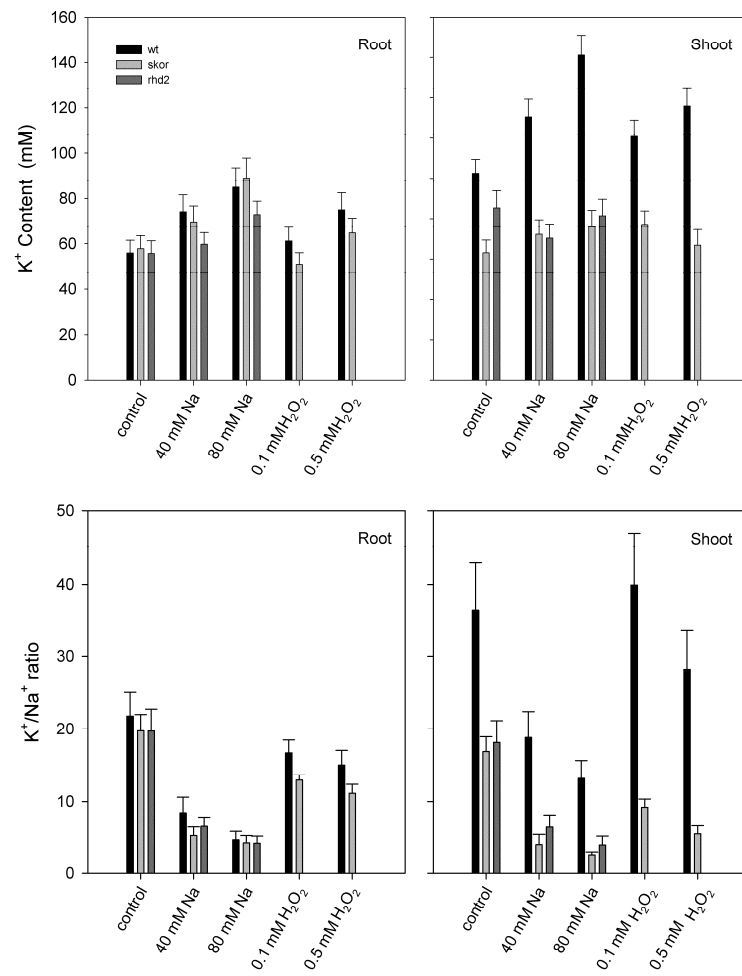 160
140
120
100
80
60
40
20
0
K+ Content (mM)
wt
skor
rhd2
Root
Shoot
control
40 mM Na
80 mM Na
0.1 mMH2O2
0.5 mMH2O2
control
40 mM Na
80 mM Na
0.1 mMH2O2
0.5 mMH2O2
50
40
30
20
10
0
K+/Na+ ratio
Root
Shoot
control
40 mM Na
80 mM Na
0.1 mM H2O2
0.5 mM H2O2
control
40 mM Na
80 mM Na
0.1 mM H2O2
0.5 mM H2O2